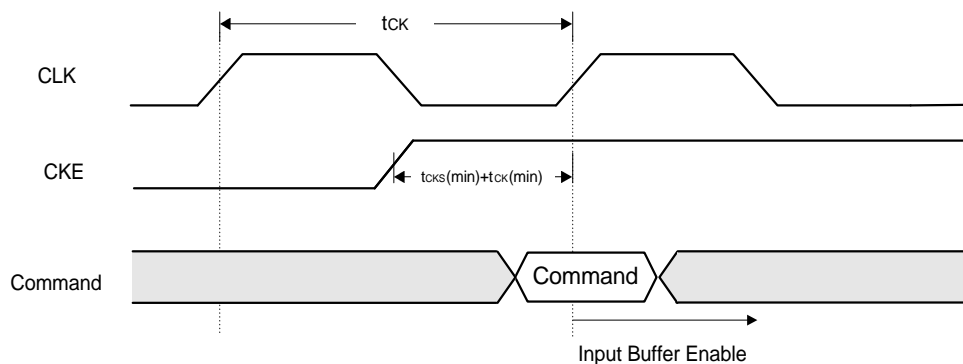 tCK
CLK
CKE
tCKS(min)+tCK(min)
Command
Command
Input Buffer Enable